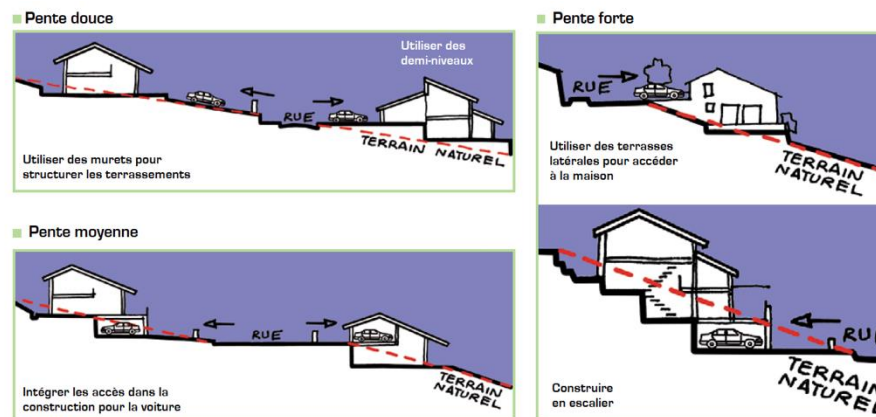 Pente douce
Utiliser des
demi-niveaux
RUE
TERRAIN NATUREL
Utiliser des murets pour
structurer les terrassements
Pente moyenne
RUE
TERRAIN
NATUREL
Intégrer les accès dans la
construction pour la voiture
Pente forte
RUE
Utiliser des terrasses
latérales pour accéder
à la maison
TERRAIN
NATUREL
RUE
TERRAIN
NATUREL
Construire
en escalier